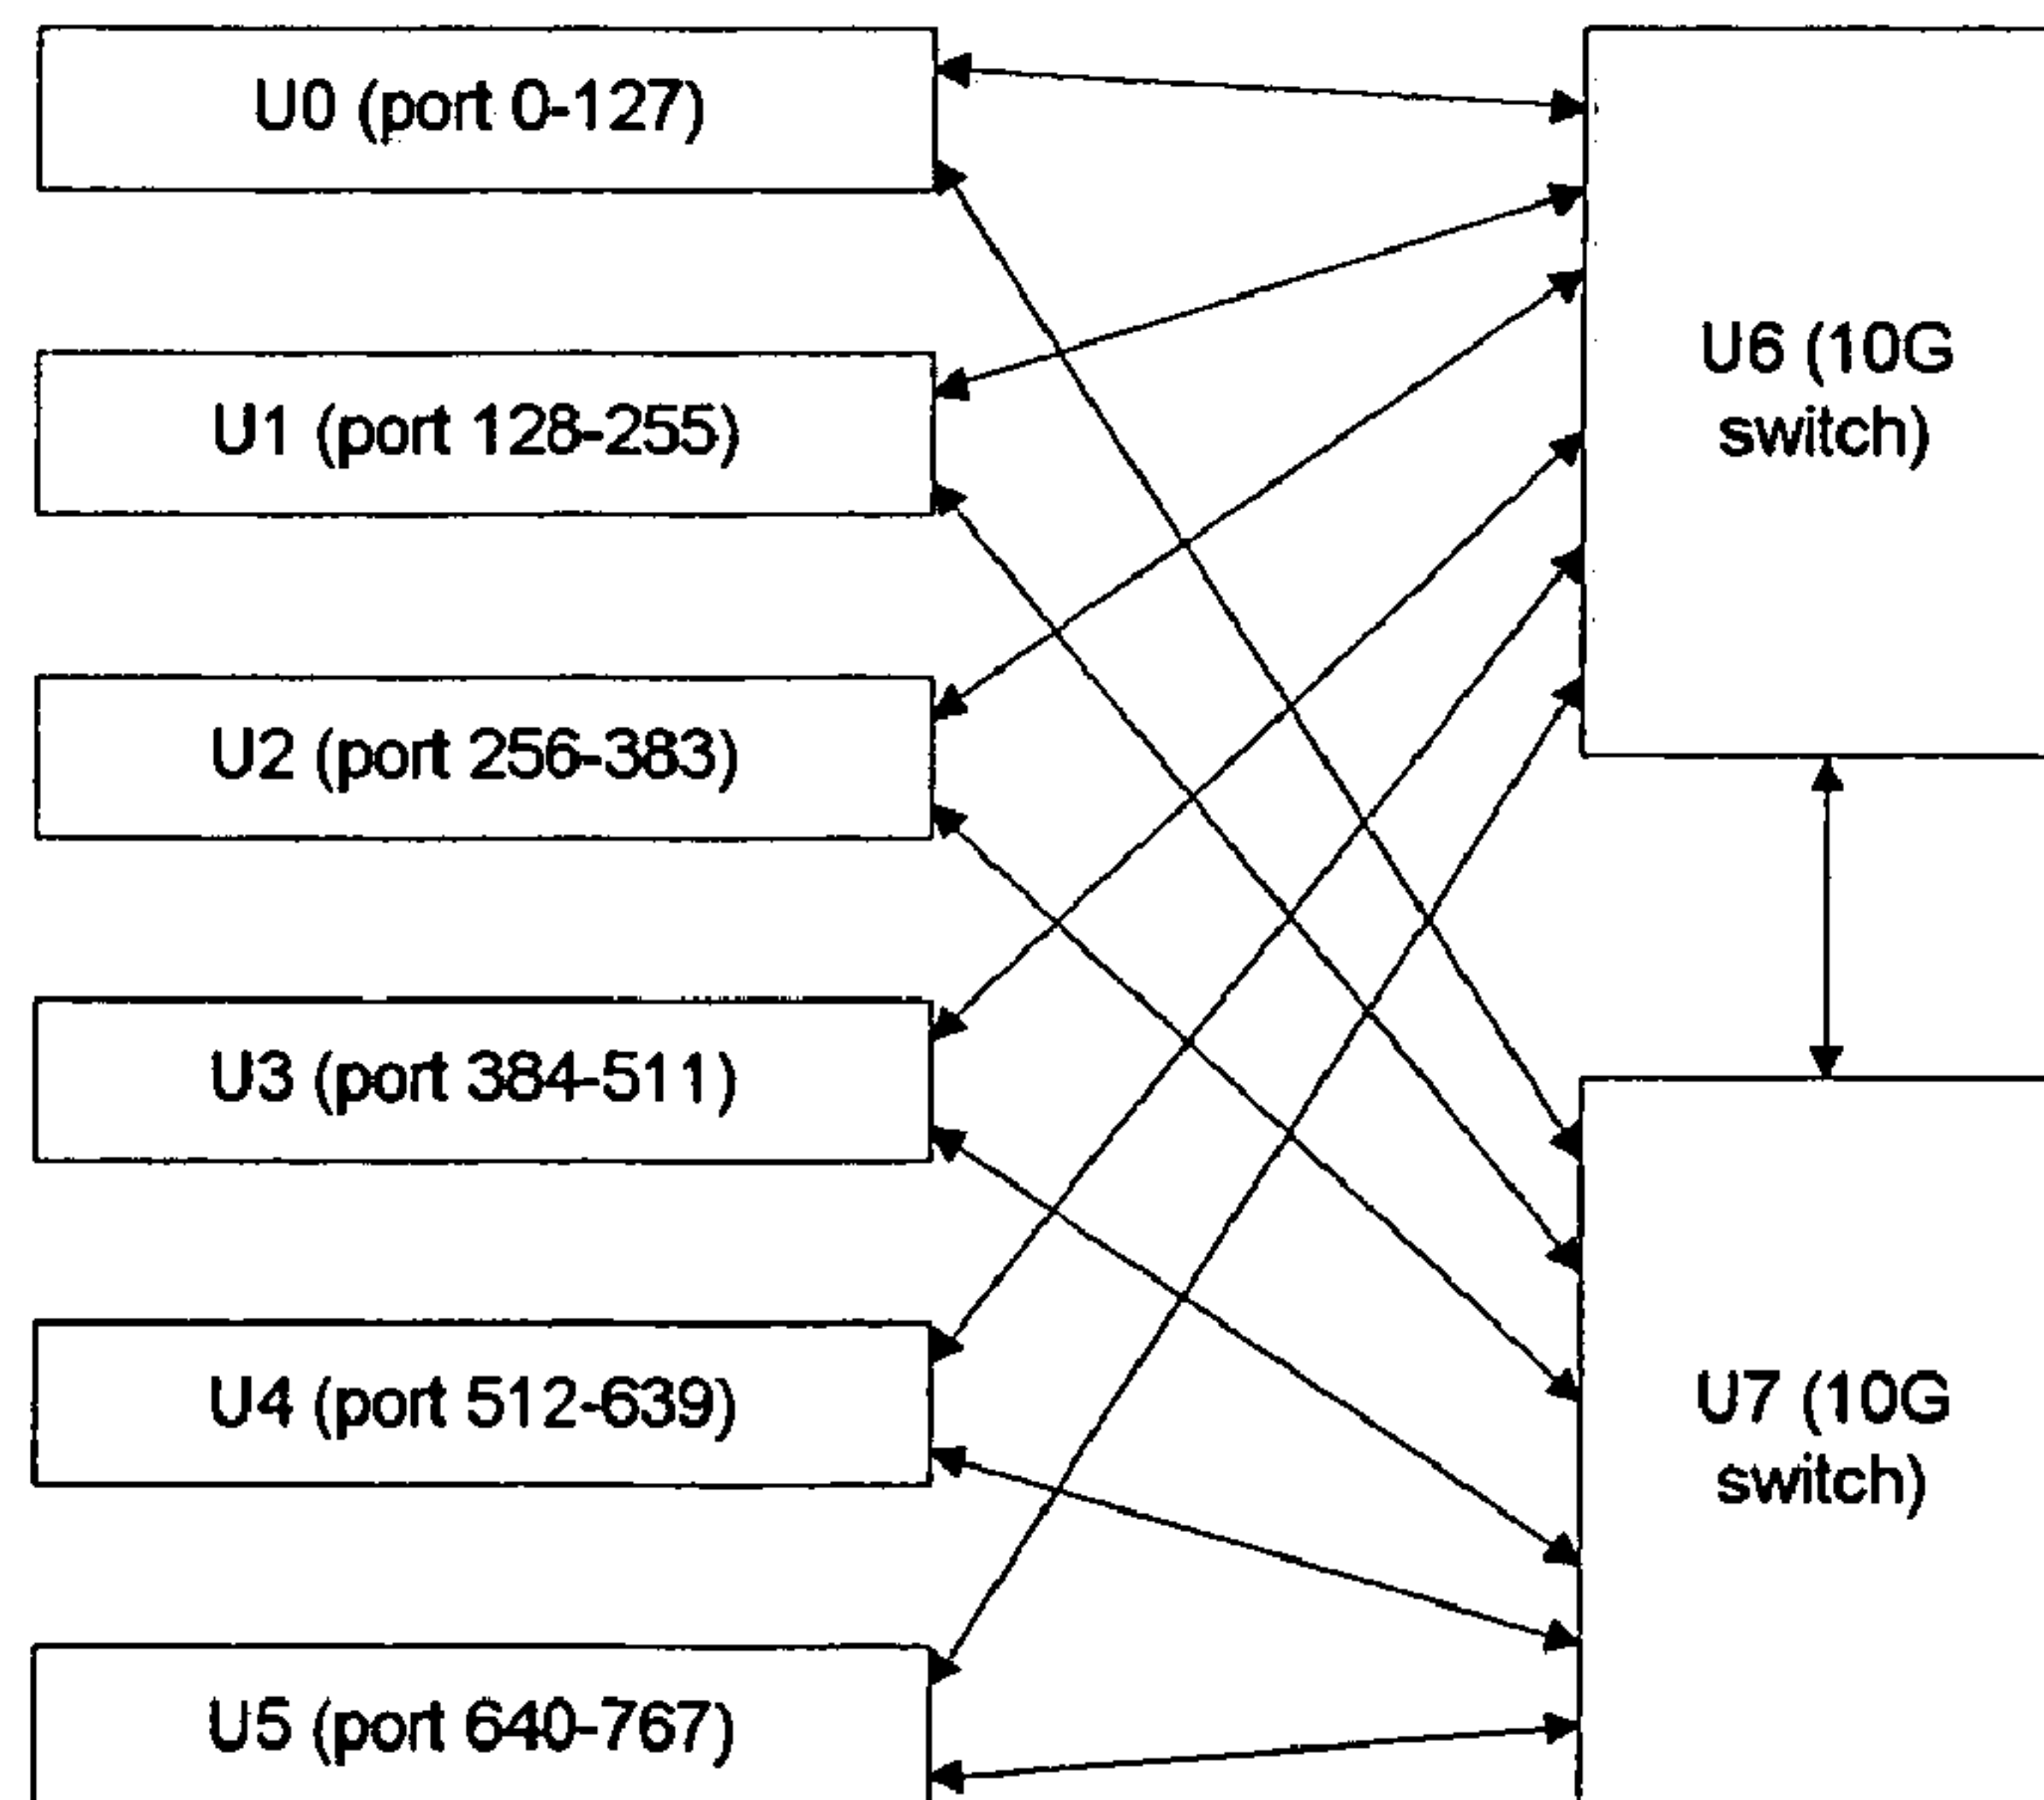 U0 (port 0-127)
U1 (port 128-255)
U2 (port 256-383)
U3 (port 384-511)
U4 (port 512-639)
U5 (port 640-767)
U6 (10G
switch)
U7 (10G
switch)